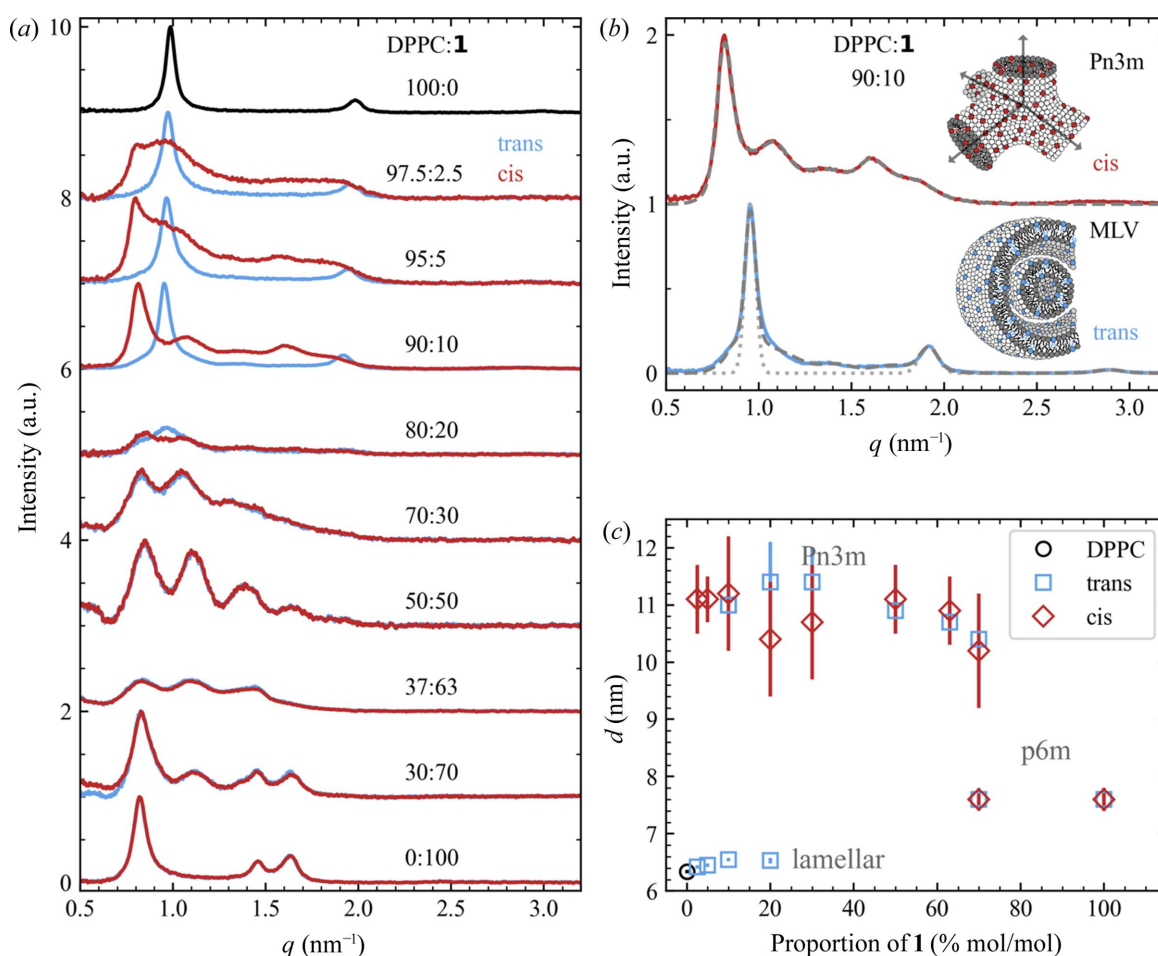 (a)
10
8
6
4
2
0
Intensity (a.u.)
DPPC:1
100:0
trans
cis
97.5:2.5
95:5
90:10
80:20
70:30
50:50
37:63
30:70
0:100
0.5 1.0 1.5 2.0 2.5 3.0
q (nm⁻¹)
(b)
2
1
1
0
Intensity (a.u.)
DPPC:1
90:10
Pn3m
cis
MLV
trans
0.5 1.0 1.5 2.0 2.5 3.0
q (nm⁻¹)
(c)
12
11
10
9
8
7
6
d (nm)
Pn3m
DPPC
trans
cis
p6m
lamellar
0 20 40 60 80 100
Proportion of 1 (% mol/mol)